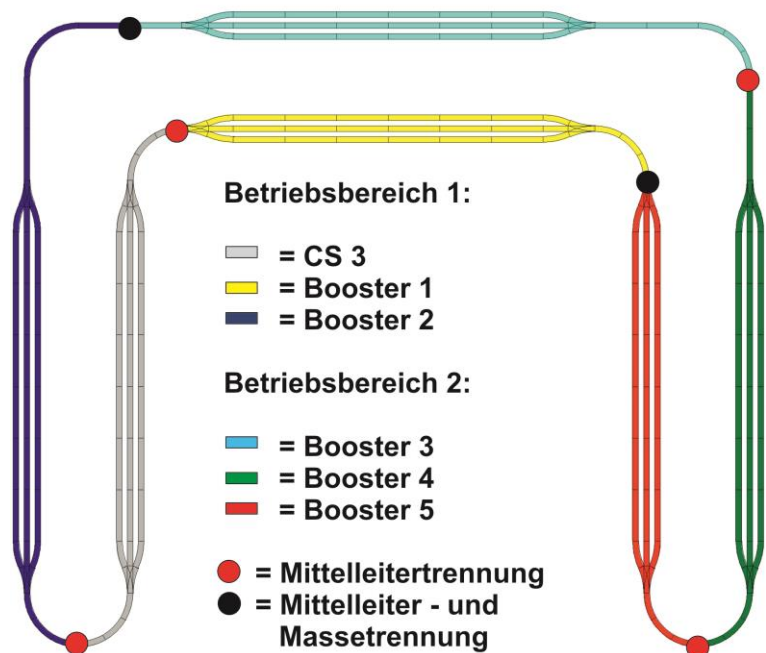 Betriebsbereich 1:
= CS 3
= Booster 1
= Booster 2
Betriebsbereich 2:
= Booster 3
= Booster 4
= Booster 5
= Mittelleitertrennung
= Mittelleiter - und
Massetrennung